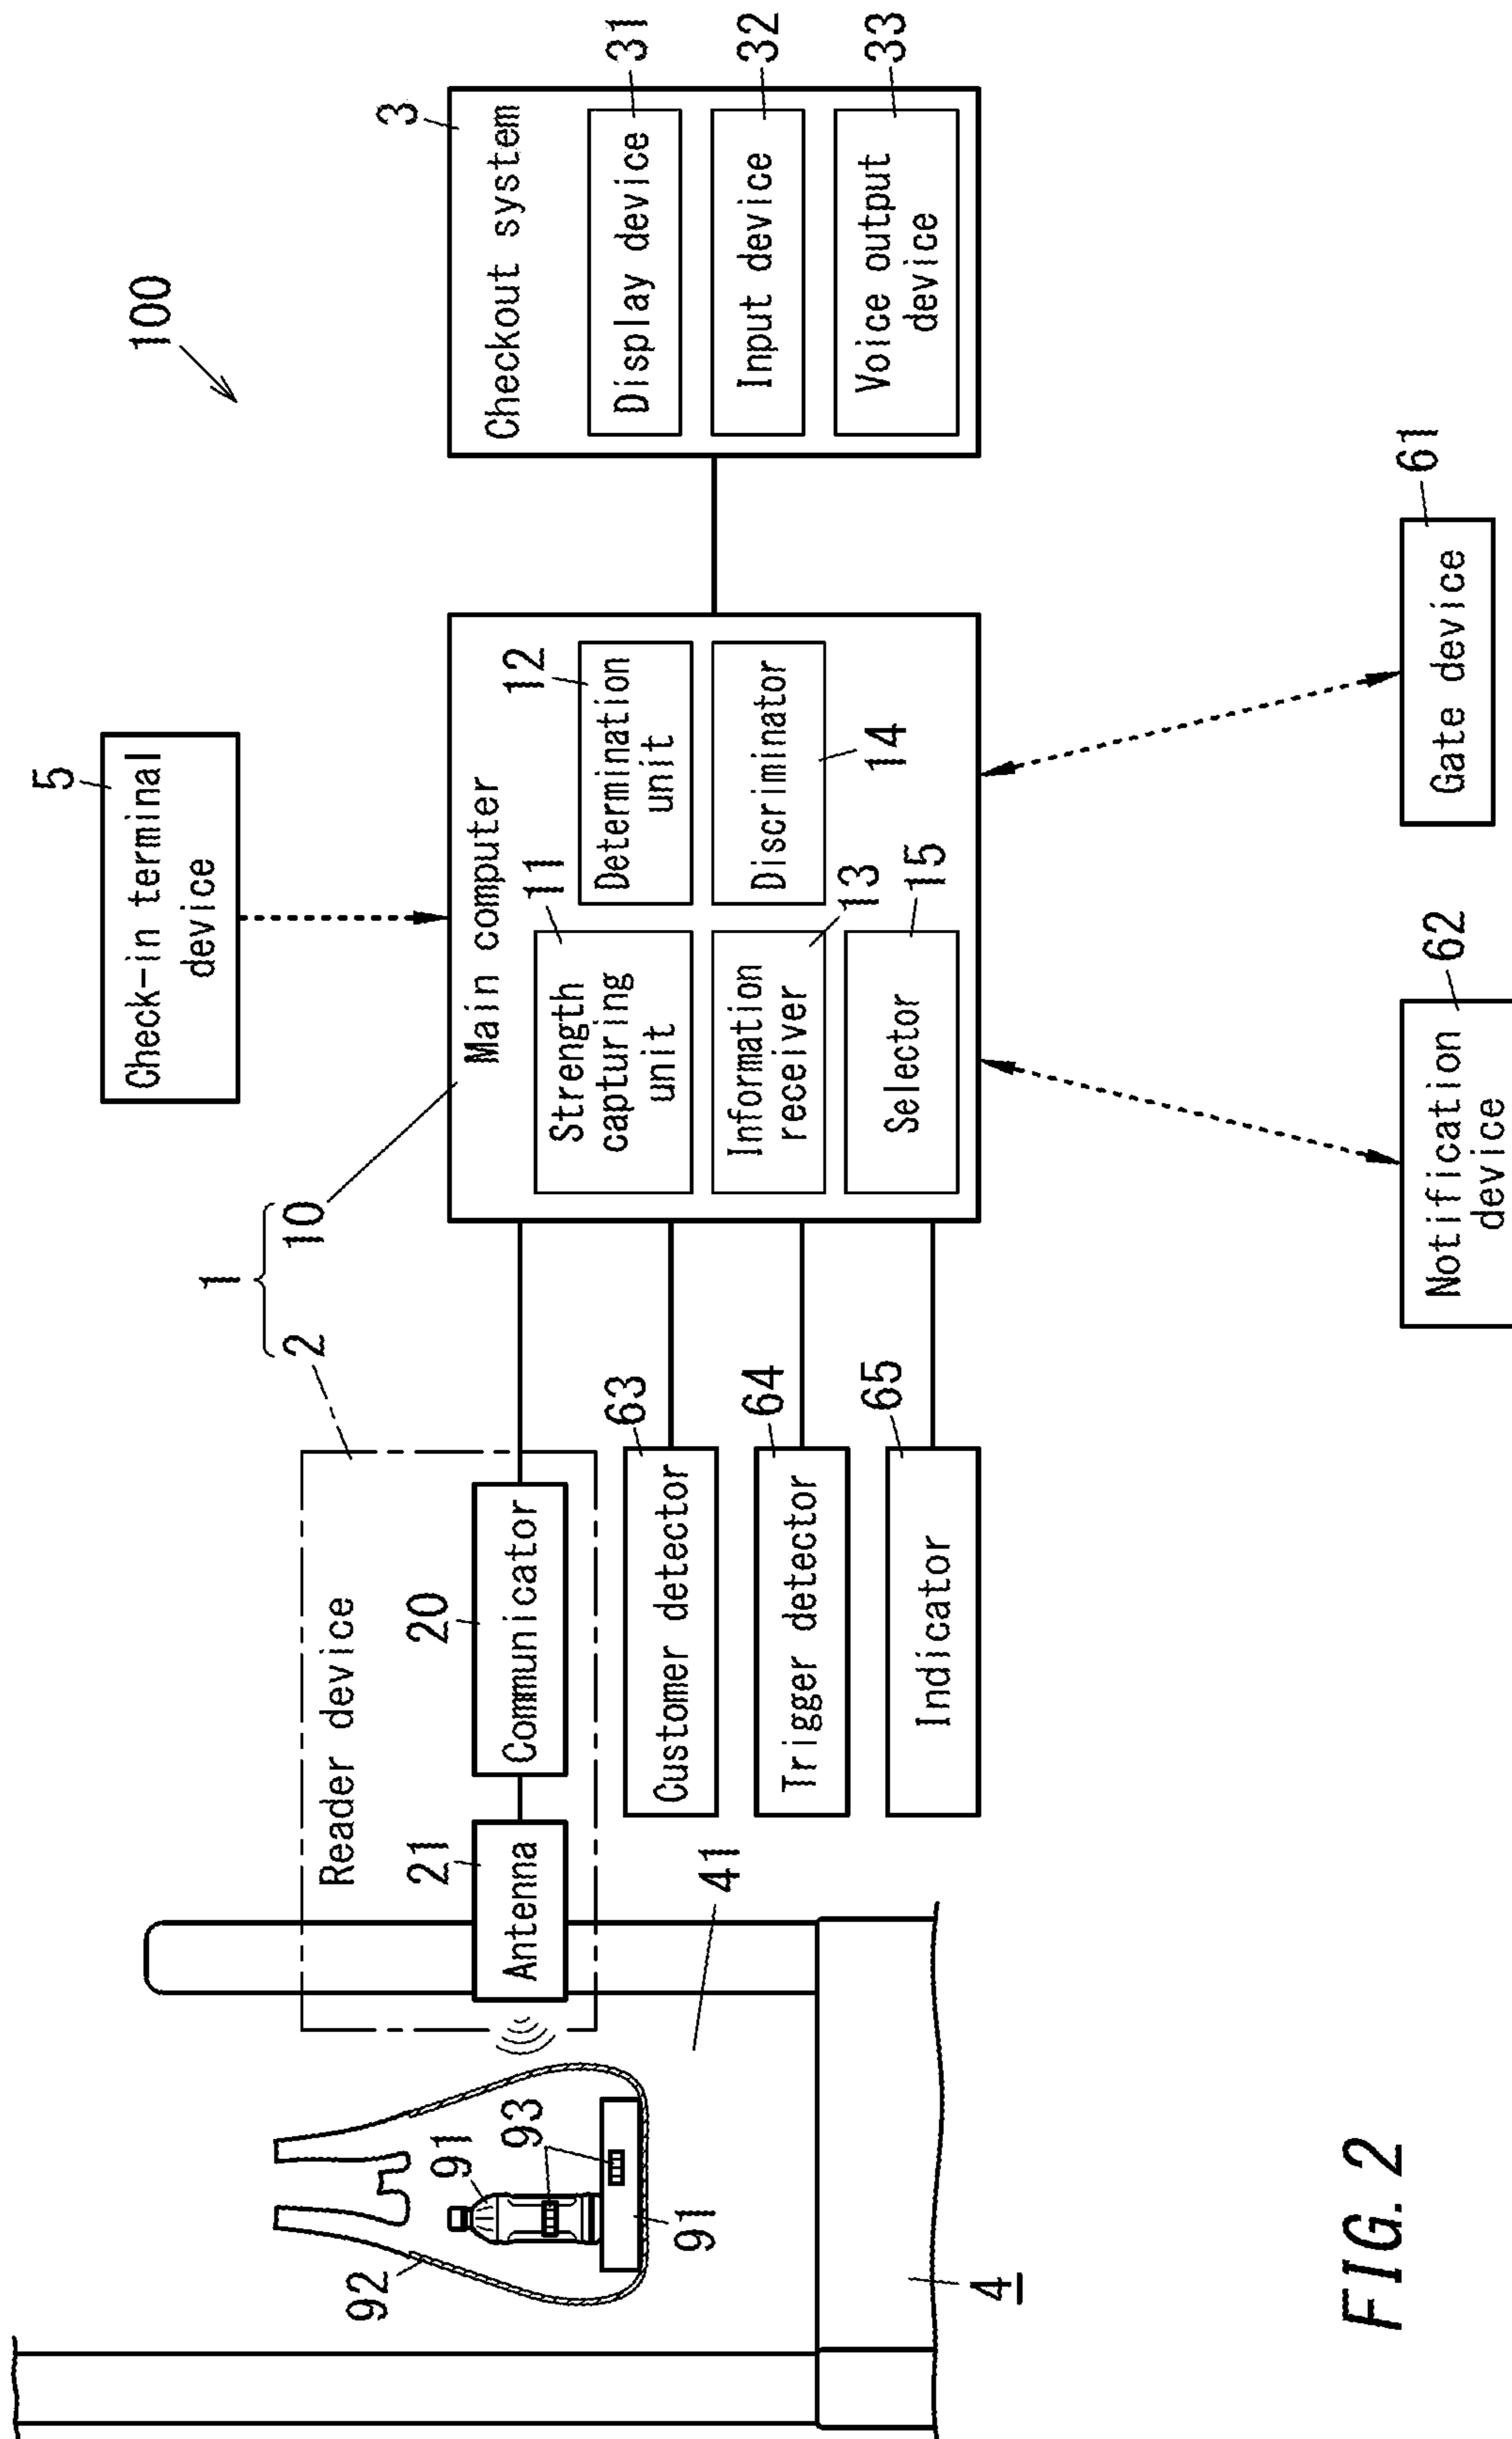 100
5
Check-in terminal
device
1
2
10
Reader device
21
20
Antenna
Communicator
Main computer
11
Strength
capturing
unit
12
Determination
unit
Information
receiver
13
Discriminator
14
Selector
15
3
Checkout system
Display device
31
Input device
32
Voice output
device
33
63
Customer detector
64
Trigger detector
65
Indicator
92
91
93
91
41
4
Notification
device
62
Gate device
61
FIG. 2